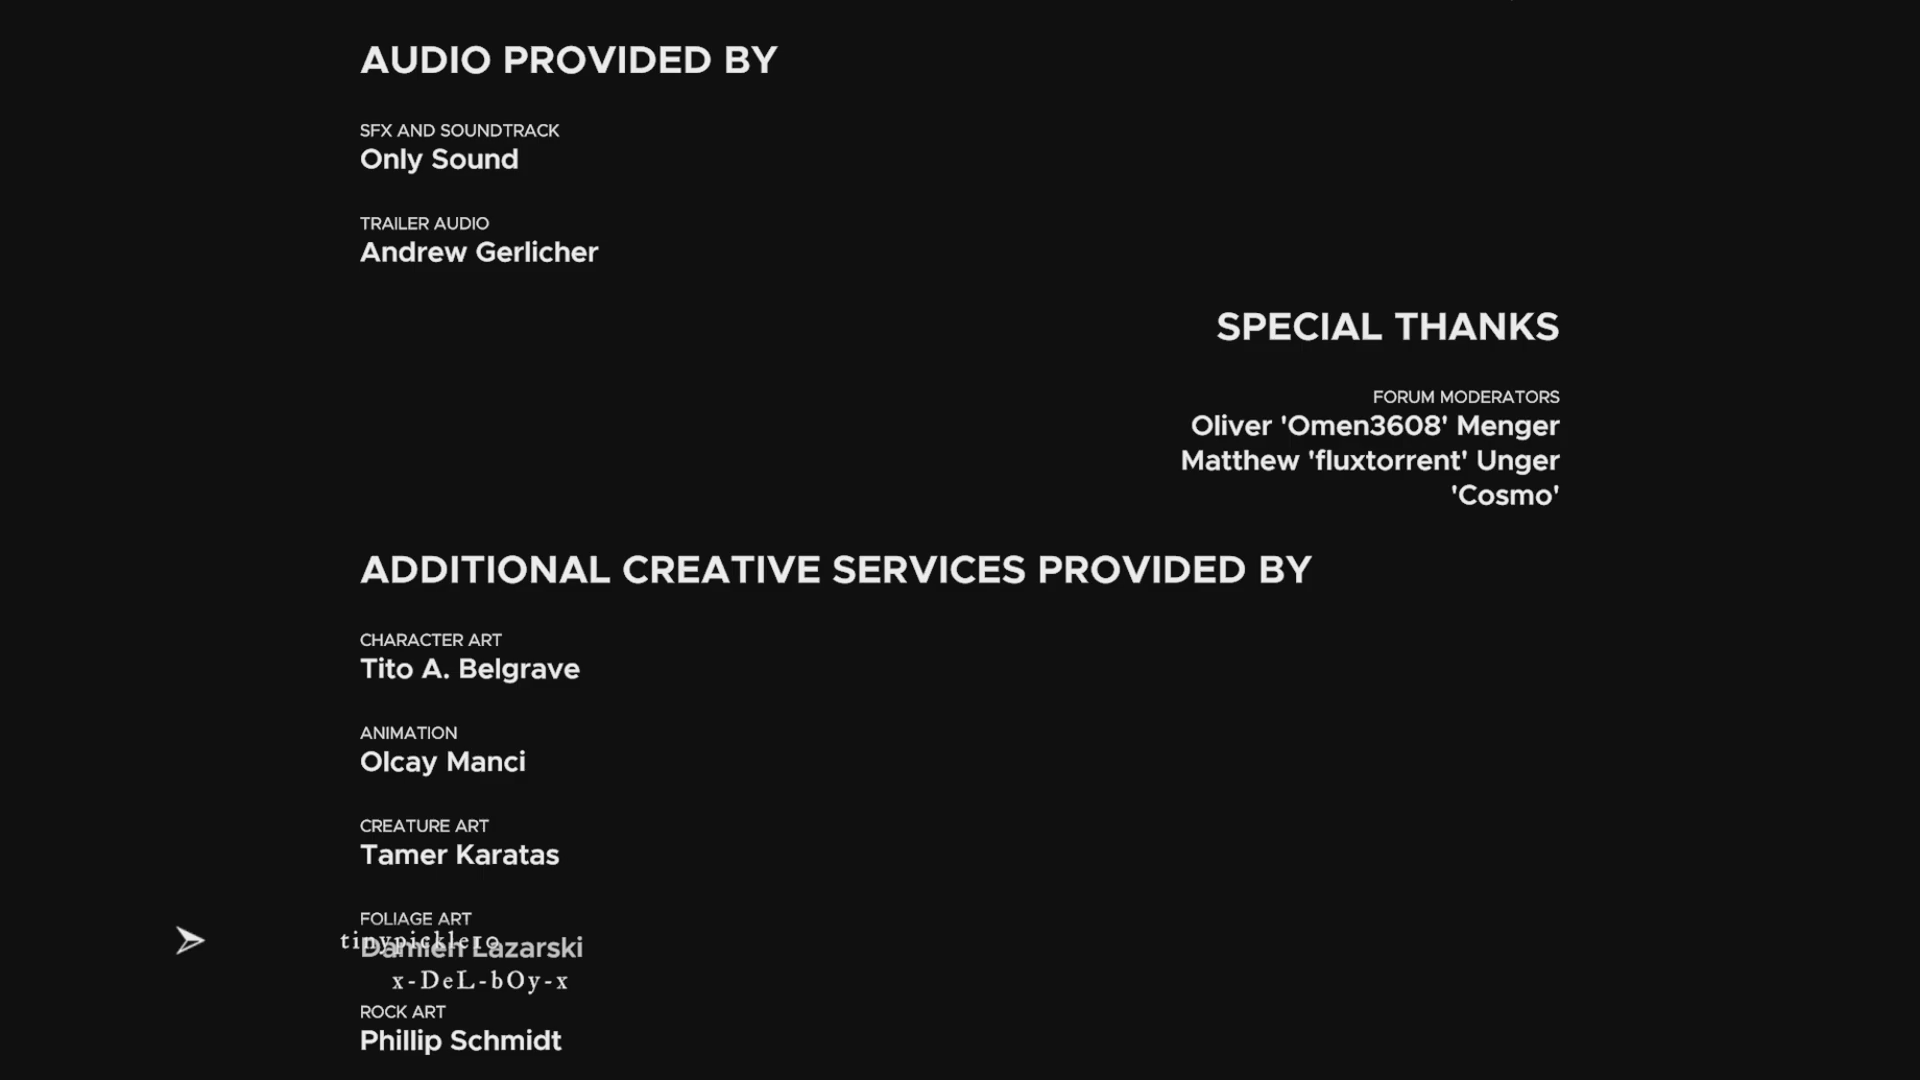 AUDIO PROVIDED BY
SFX AND SOUNDTRACK
Only Sound
TRAILER AUDIO
Andrew Gerlicher
SPECIAL THANKS
FORUM MODERATORS
Oliver 'Omen3608' Menger
Matthew 'fluxtorrent' Unger
'Cosmo'
ADDITIONAL CREATIVE SERVICES PROVIDED BY
CHARACTER ART
Tito A. Belgrave
ANIMATION
Olcay Manci
CREATURE ART
Tamer Karatas
FOLIAGE ART
Damien Lazarski
x-DeL-bOy-x
ROCK ART
Phillip Schmidt